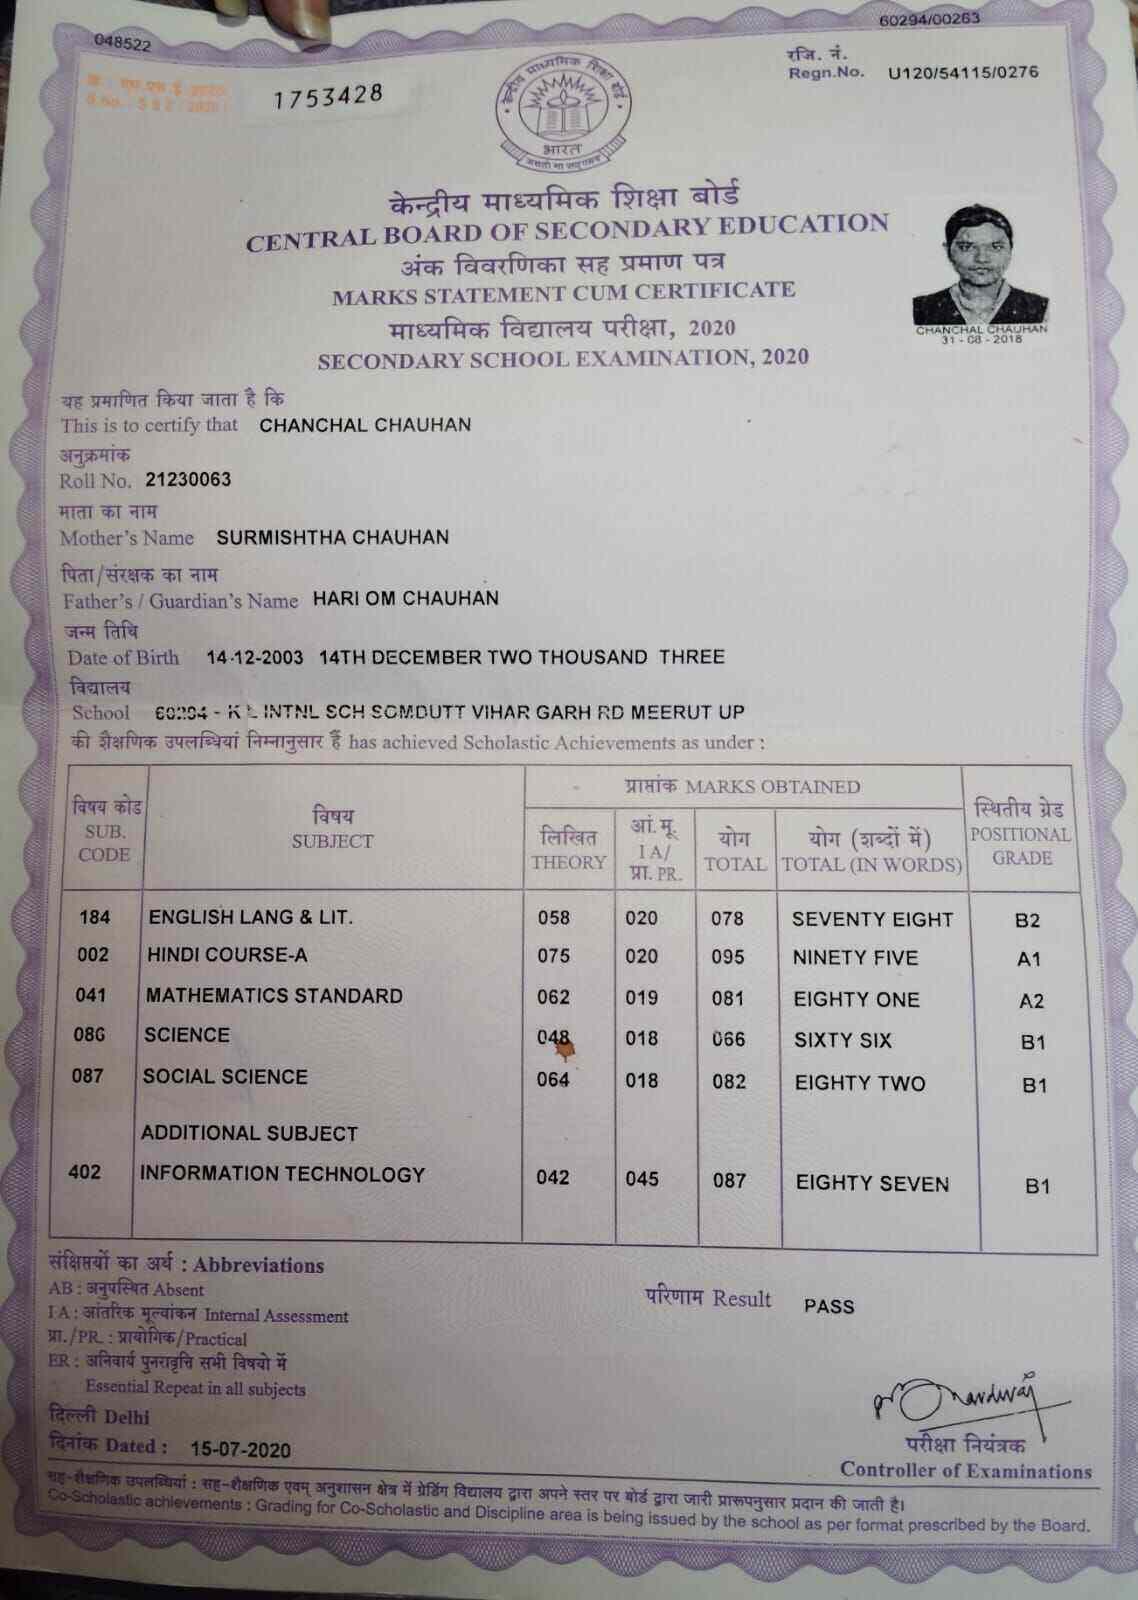 048522
60294/00263
रजि. नं.
Regn.No. U120/54115/0276
1753428
केन्द्रीय माध्यमिक शिक्षा बोर्ड
भारत
केन्द्रीय माध्यमिक शिक्षा बोर्ड
CENTRAL BOARD OF SECONDARY EDUCATION
अंक विवरणिका सह प्रमाण पत्र
MARKS STATEMENT CUM CERTIFICATE
माध्यमिक विद्यालय परीक्षा, 2020
SECONDARY SCHOOL EXAMINATION, 2020
CHANCHAL CHAUHAN
31 - 08 - 2018
यह प्रमाणित किया जाता है कि
This is to certify that CHANCHAL CHAUHAN
अनुक्रमांक
Roll No. 21230063
माता का नाम
Mother's Name SURMISHTHA CHAUHAN
पिता/संरक्षक का नाम
Father's / Guardian's Name HARI OM CHAUHAN
जन्म तिथि
Date of Birth 14-12-2003 14TH DECEMBER TWO THOUSAND THREE
विद्यालय
School 60294 - K L INTNL SCH SOMDUTT VIHAR GARH RD MEERUT UP
की शैक्षणिक उपलब्धियां निम्नानुसार हैं has achieved Scholastic Achievements as under :
विषय कोड SUB. CODE
विषय SUBJECT
प्राप्तांक MARKS OBTAINED
लिखित THEORY
आं.मू. I A/ प्रा. PR.
योग TOTAL
योग (शब्दों में) TOTAL (IN WORDS)
स्थितीय ग्रेड POSITIONAL GRADE
184 ENGLISH LANG & LIT. 058 020 078 SEVENTY EIGHT B2
002 HINDI COURSE-A 075 020 095 NINETY FIVE A1
041 MATHEMATICS STANDARD 062 019 081 EIGHTY ONE A2
086 SCIENCE 048 018 066 SIXTY SIX B1
087 SOCIAL SCIENCE 064 018 082 EIGHTY TWO B1
ADDITIONAL SUBJECT
402 INFORMATION TECHNOLOGY 042 045 087 EIGHTY SEVEN B1
संक्षिप्तियों का अर्थ : Abbreviations
AB : अनुपस्थित Absent
I A : आंतरिक मूल्यांकन Internal Assessment
प्रा./PR. : प्रायोगिक/Practical
ER : अनिवार्य पुनरावृत्ति सभी विषयो में
Essential Repeat in all subjects
परिणाम Result PASS
दिल्ली Delhi
दिनांक Dated : 15-07-2020
परीक्षा नियंत्रक
Controller of Examinations
सह-शैक्षणिक उपलब्धियां : सह-शैक्षणिक एवम् अनुशासन क्षेत्र में ग्रेडिंग विद्यालय द्वारा अपने स्तर पर बोर्ड द्वारा जारी प्रारूपनुसार प्रदान की जाती है।
Co-Scholastic achievements : Grading for Co-Scholastic and Discipline area is being issued by the school as per format prescribed by the Board.